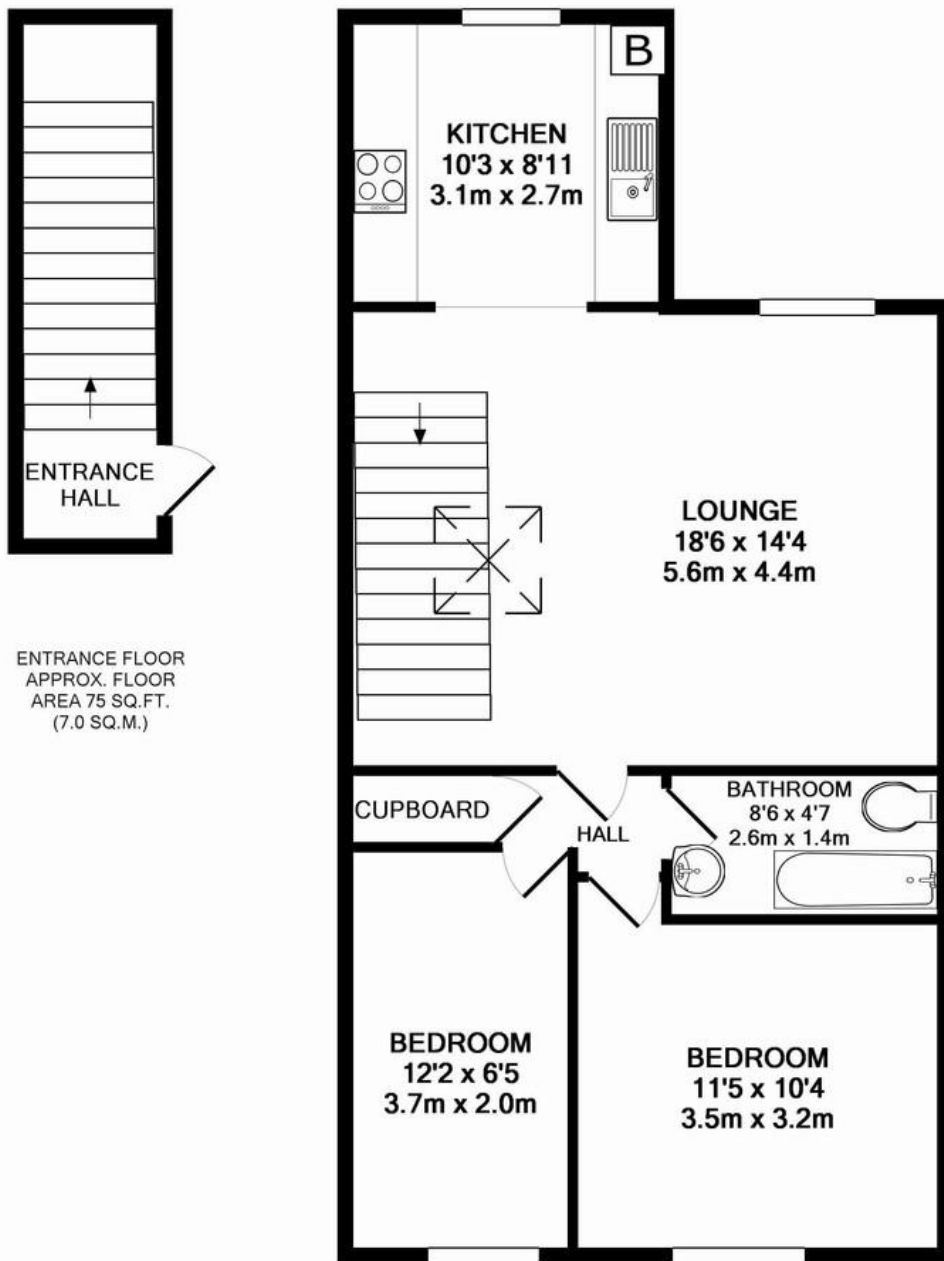 B
KITCHEN
10'3 x 8'11
3.1m x 2.7m
ENTRANCE
HALL
LOUNGE
18'6 x 14'4
5.6m x 4.4m
ENTRANCE FLOOR
APPROX. FLOOR
AREA 75 SQ.FT.
(7.0 SQ.M.)
CUPBOARD
HALL
BATHROOM
8'6 x 4'7
2.6m x 1.4m
BEDROOM
12'2 x 6'5
3.7m x 2.0m
BEDROOM
11'5 x 10'4
3.5m x 3.2m